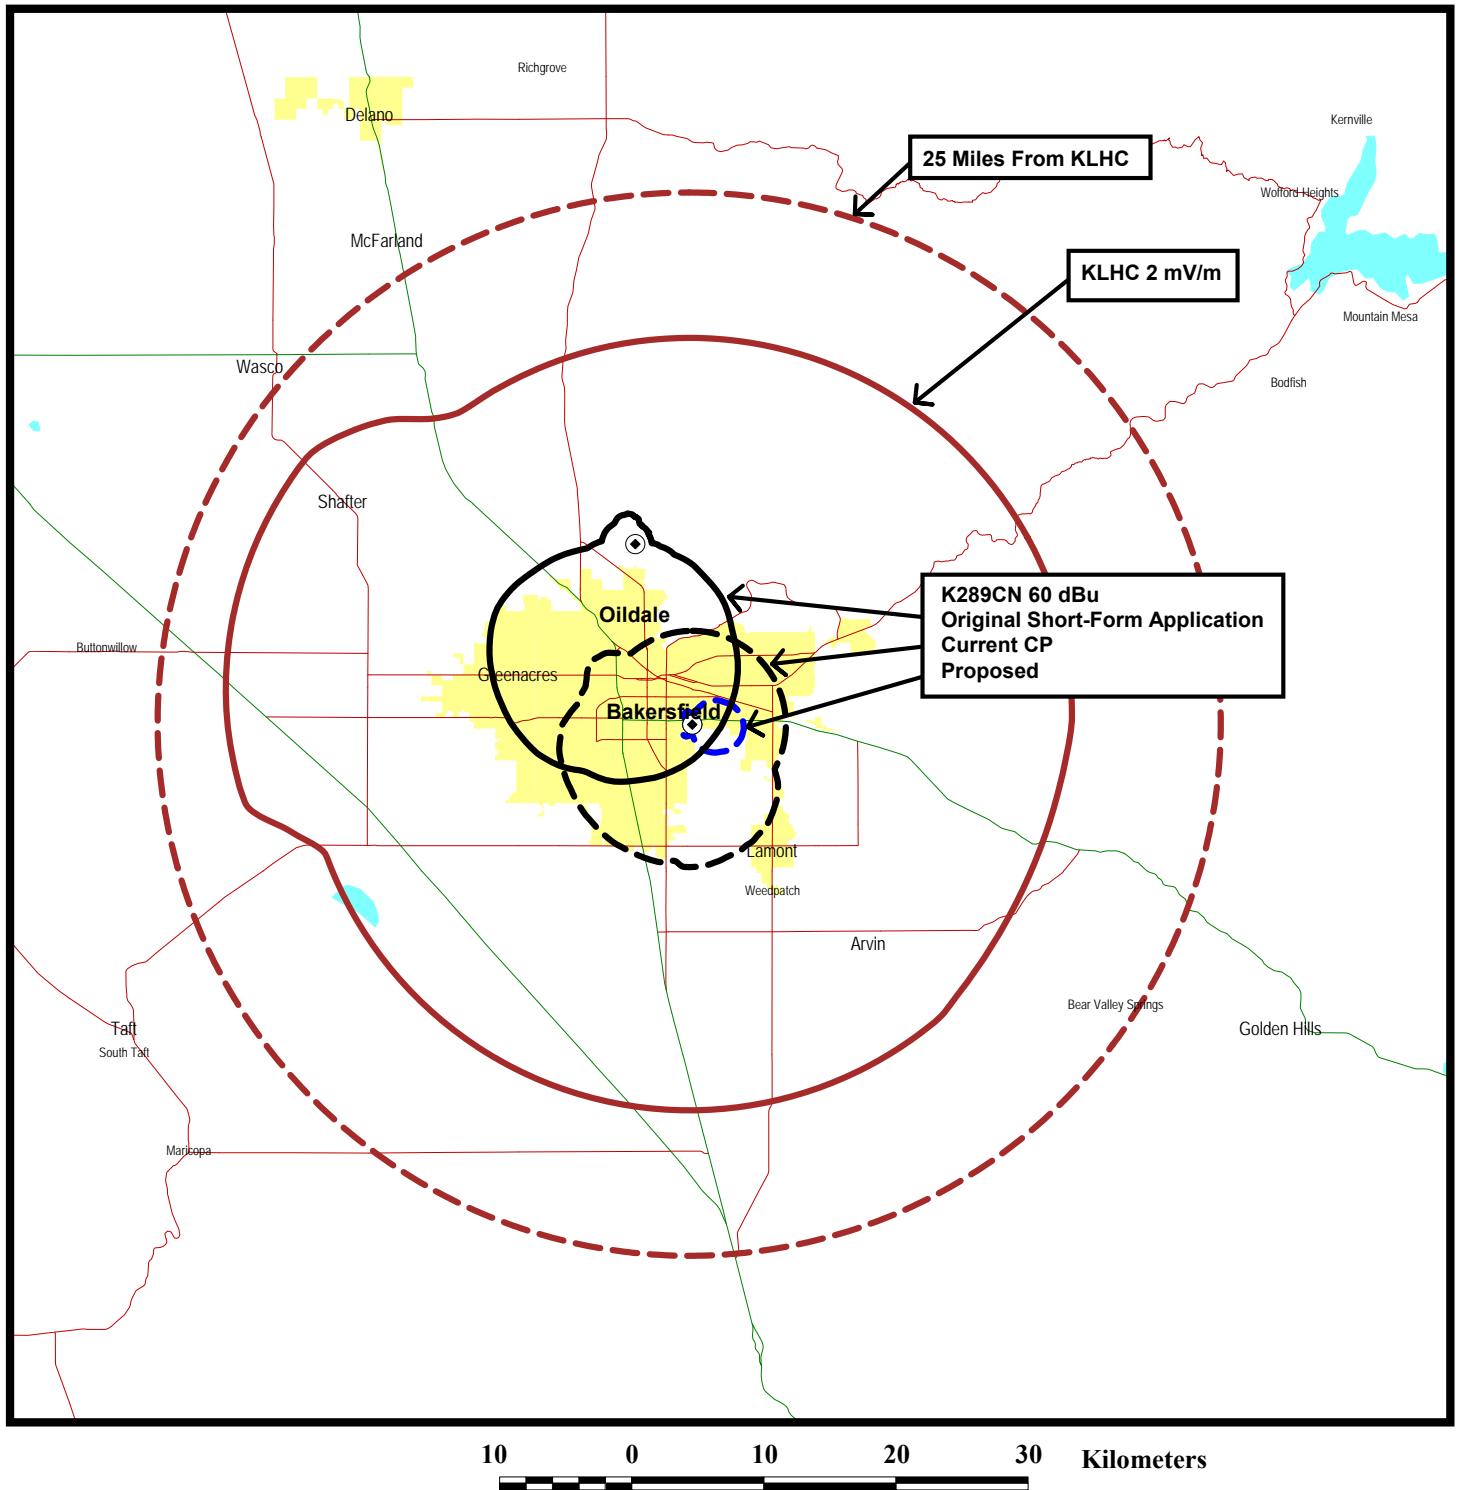 Richgrove
Delano
Kernville
25 Miles From KLHC
Wofford Heights
McFarland
KLHC 2 mV/m
Mountain Mesa
Wasco
Bodfish
Shafter
K289CN 60 dBu
Original Short-Form Application
Current CP
Proposed
Oildale
Buttonwillow
Greenacres
Bakersfield
Lamont
Weedpatch
Arvin
Bear Valley Springs
Taft
Golden Hills
South Taft
Maricopa
10 0 10 20 30 Kilometers